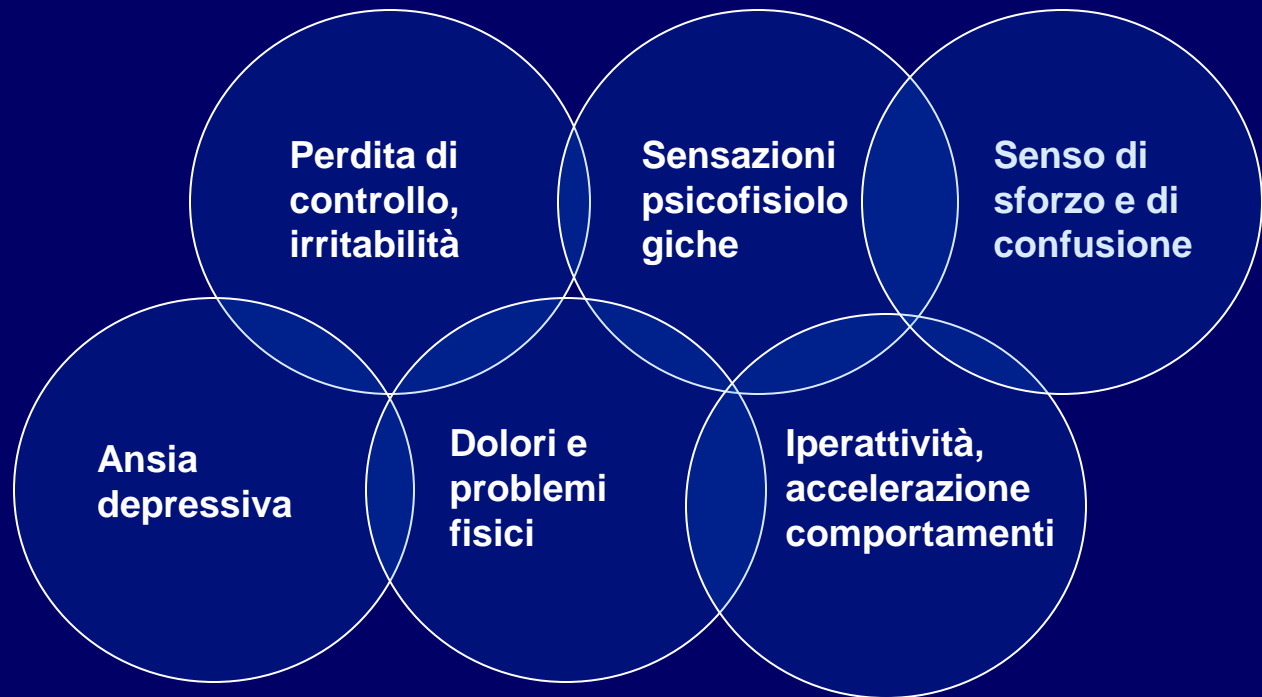 Perdita di
controllo,
irritabilità
Sensazioni
psicofisiolo
giche
Senso di
sforzo e di
confusione
Ansia
depressiva
Dolori e
problemi
fisici
Iperattività,
accelerazione
comportamenti